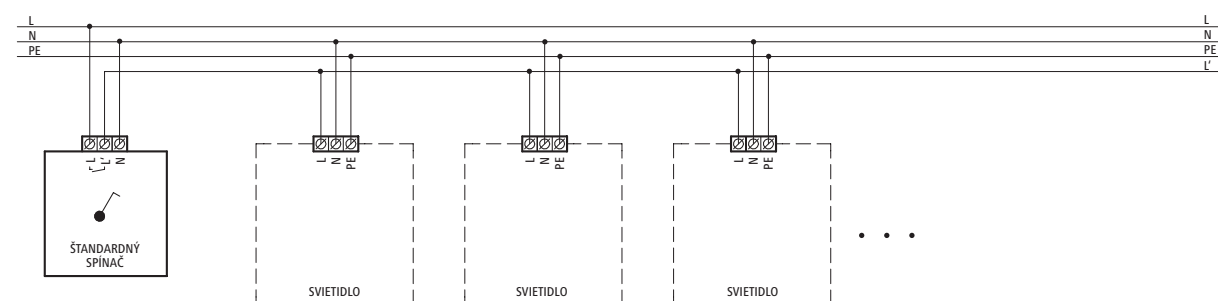 L L
N N
PE PE
L'
L L' N
L N PE
L N PE
L N PE
ŠTANDARDNÝ
SPÍNAČ
SVIETIDLO SVIETIDLO SVIETIDLO